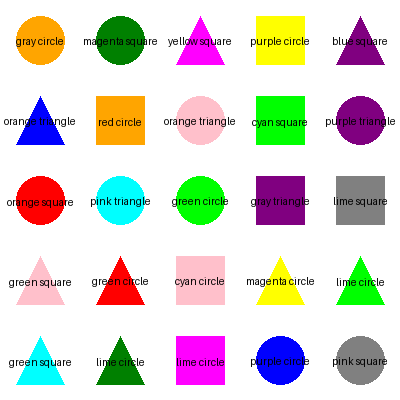 gray circle magenta square yellow square purple circle blue square
orange triangle red circle orange triangle cyan square purple triangle
orange square pink triangle green circle gray triangle lime square
green square green circle cyan circle magenta circle lime circle
green square lime circle lime circle purple circle pink square